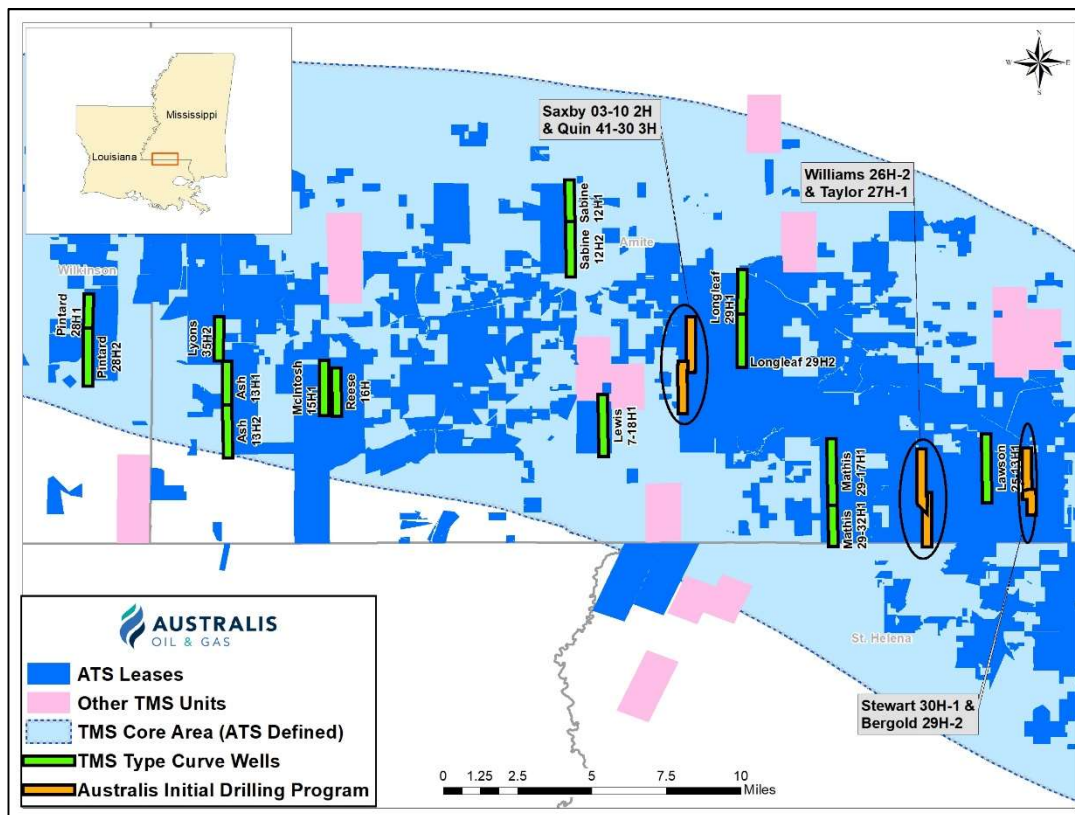 Mississippi
Louisiana
N
W
E
S
Saxby 03-10 2H
& Quin 41-30 3H
Williams 26H-2
& Taylor 27H-1
Wilkinson
Amite
Pintard
28H1
Pintard
28H2
Lyons
35H2
Ash
13H1
Ash
13H2
McIntosh
15H1
Reese
16H
Sabine
12H1
Sabine
12H2
Lewis
7-18H1
Longleaf
29H1
Longleaf 29H2
Mathis
29-17H1
Mathis
29-32H1
Lawson
25-13H1
St. Helena
Stewart 30H-1 &
Bergold 29H-2
AUSTRALIS
OIL & GAS
ATS Leases
Other TMS Units
TMS Core Area (ATS Defined)
TMS Type Curve Wells
Australis Initial Drilling Program
0 1.25 2.5 5 7.5 10
Miles